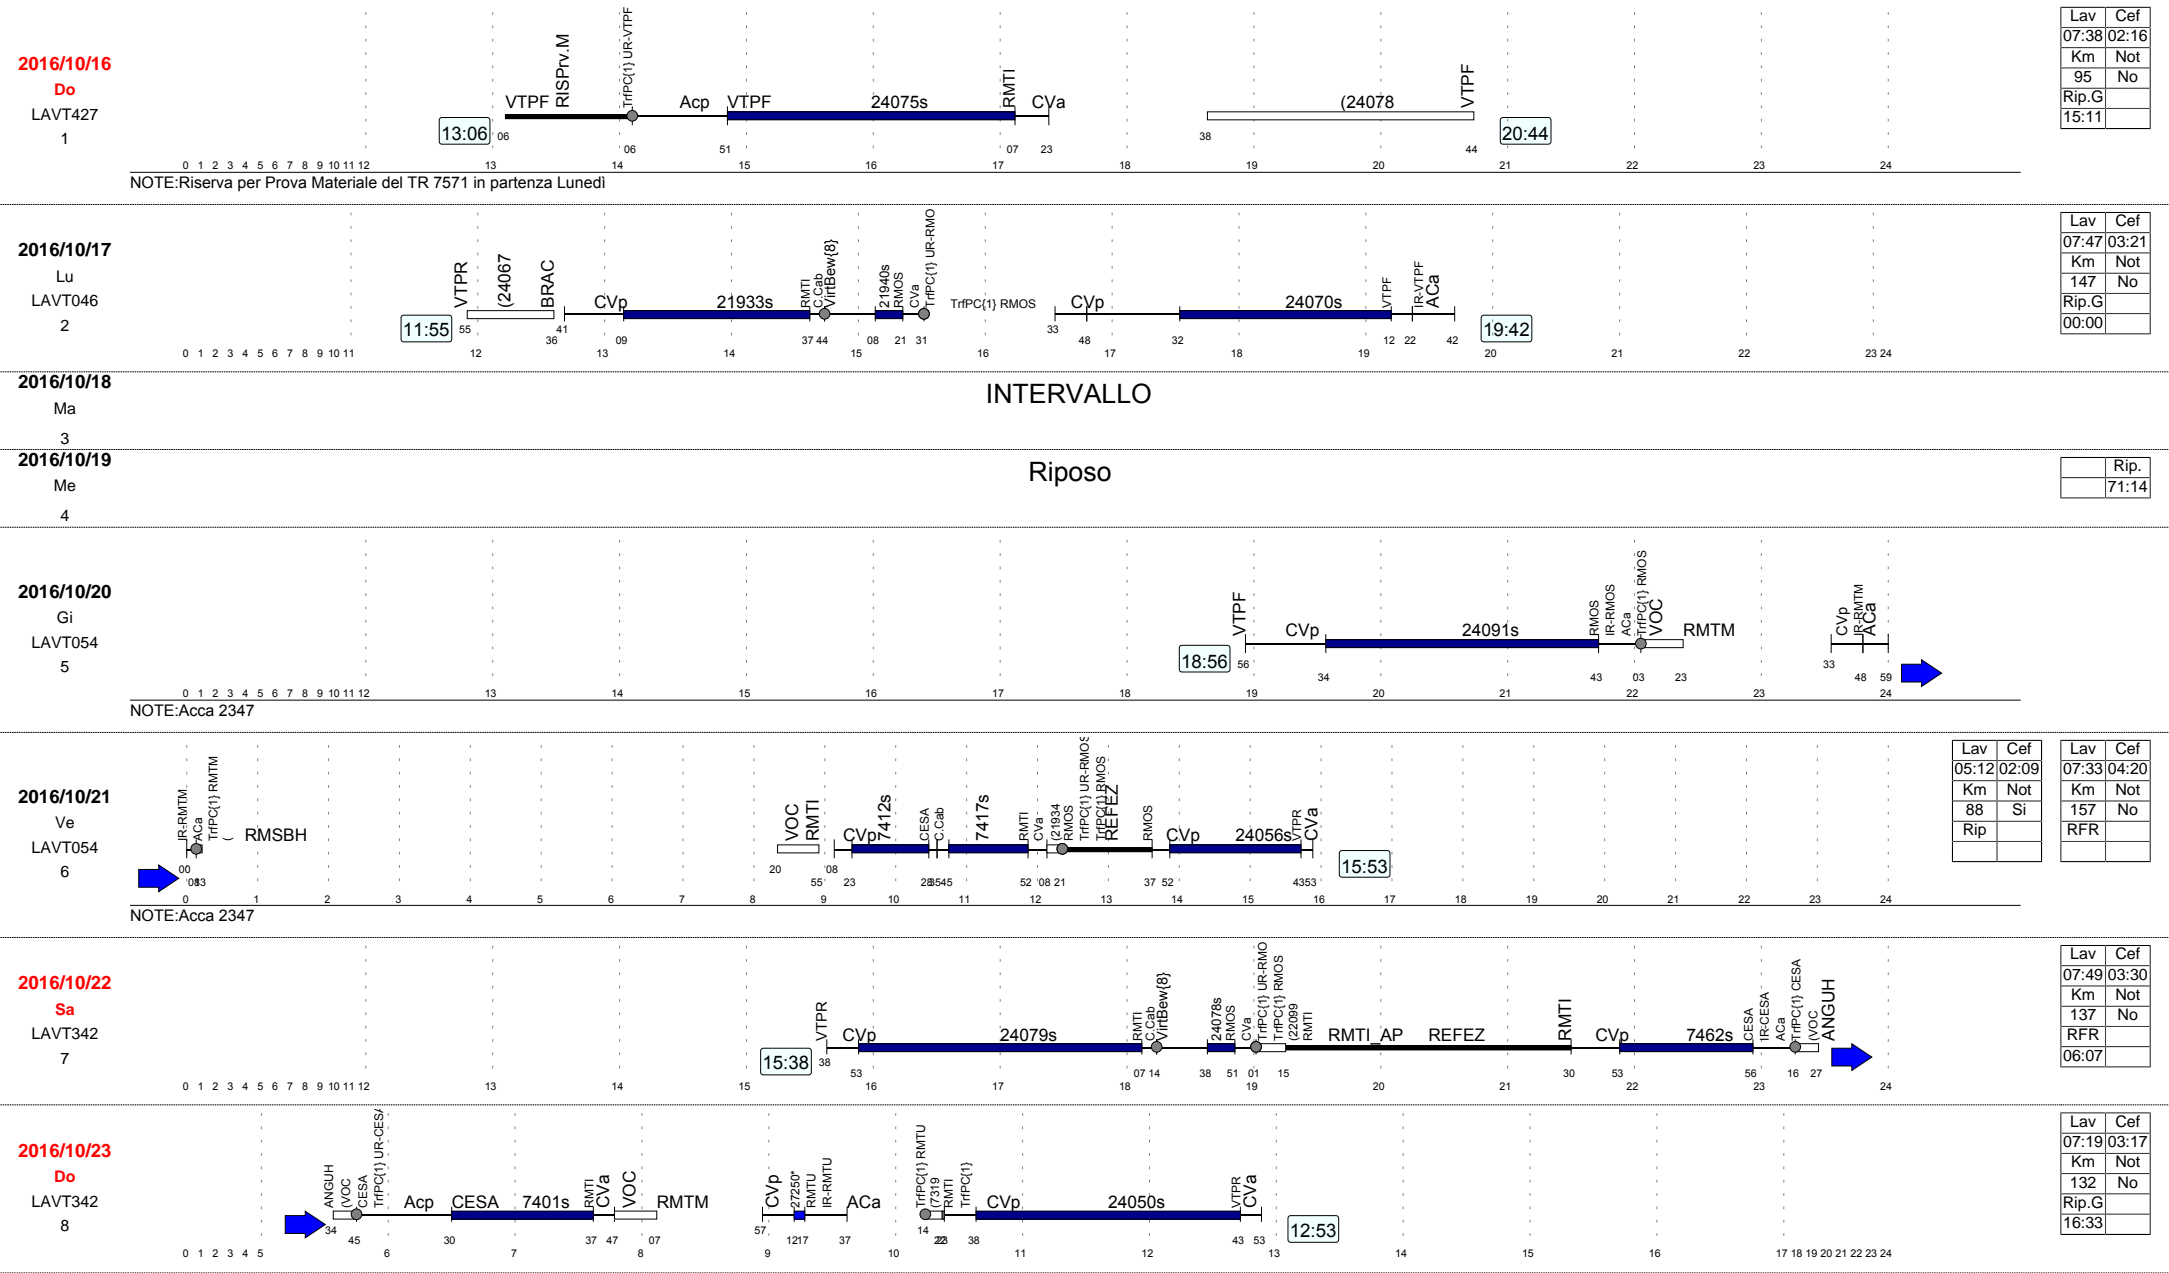 2016/10/16
Do
LAVT427
1
13:06
06 06 51 07 23 38 44
VTPF RISPrv.M TrfPC{1} UR-VTPF Acp VTPF 24075s RMTI CVa (24078 VTPF
20:44
0 1 2 3 4 5 6 7 8 9 10 11 12 13 14 15 16 17 18 19 20 21 22 23 24
NOTE:Riserva per Prova Materiale del TR 7571 in partenza Lunedì
Lav Cef
07:38 02:16
Km Not
95 No
Rip.G
15:11
2016/10/17
Lu
LAVT046
2
11:55
VTPR (24067 BRAC CVp 21933s RMTI C.Cab VirtBew{8} 21940s RMOS CVa TrfPC{1} UR-RMO TrfPC{1} RMOS CVp 24070s VTPF IR-VTPF ACa
55 36 41 09 37 44 08 21 31 33 48 32 12 22 42
19:42
0 1 2 3 4 5 6 7 8 9 10 11 12 13 14 15 16 17 18 19 20 21 22 23 24
Lav Cef
07:47 03:21
Km Not
147 No
Rip.G
00:00
2016/10/18
Ma
3
INTERVALLO
2016/10/19
Me
4
Riposo
Rip.
71:14
2016/10/20
Gi
LAVT054
5
18:56
VTPF CVp 24091s RMOS IR-RMOS ACa TrfPC{1} RMOS VOC RMTM CVp IR-RMTM ACa
56 34 43 03 23 33 48 59
0 1 2 3 4 5 6 7 8 9 10 11 12 13 14 15 16 17 18 19 20 21 22 23 24
NOTE:Acca 2347
2016/10/21
Ve
LAVT054
6
IR-RMTM ACa TrfPC{1} RMTM ( RMSBH VOC RMTI CVp 7412s CESA C.Cab 7417s RMTI CVa (21934 RMOS TrfPC{1} UR-RMOS TrfPC{1} RMOS REFEZ RMOS CVp 24056s VTPR CVa
00 08 13 20 55 08 23 28 35 45 52 08 21 37 52 43 53
15:53
0 1 2 3 4 5 6 7 8 9 10 11 12 13 14 15 16 17 18 19 20 21 22 23 24
NOTE:Acca 2347
Lav Cef
05:12 02:09
Km Not
88 Si
Rip
Lav Cef
07:33 04:20
Km Not
157 No
RFR
2016/10/22
Sa
LAVT342
7
15:38
VTPR CVp 24079s RMTI C.Cab VirtBew{8} 24078s RMOS CVa TrfPC{1} UR-RMO TrfPC{1} RMOS (22099 RMTI RMTI_AP REFEZ RMTI CVp 7462s CESA IR-CESA ACa TrfPC{1} CESA (VOC ANGUH
38 53 07 14 38 51 01 15 30 53 56 16 27
0 1 2 3 4 5 6 7 8 9 10 11 12 13 14 15 16 17 18 19 20 21 22 23 24
Lav Cef
07:49 03:30
Km Not
137 No
RFR
06:07
2016/10/23
Do
LAVT342
8
ANGUH (VOC CESA TrfPC{1} UR-CESA Acp CESA 7401s RMTI CVa VOC RMTM CVp 27250* RMTU IR-RMTU ACa TrfPC{1} RMTU (7319 RMTI TrfPC{1} CVp 24050s VTPR CVa
34 45 30 37 47 07 57 12 17 37 14 22 23 38 43 53
12:53
0 1 2 3 4 5 6 7 8 9 10 11 12 13 14 15 16 17 18 19 20 21 22 23 24
Lav Cef
07:19 03:17
Km Not
132 No
Rip.G
16:33